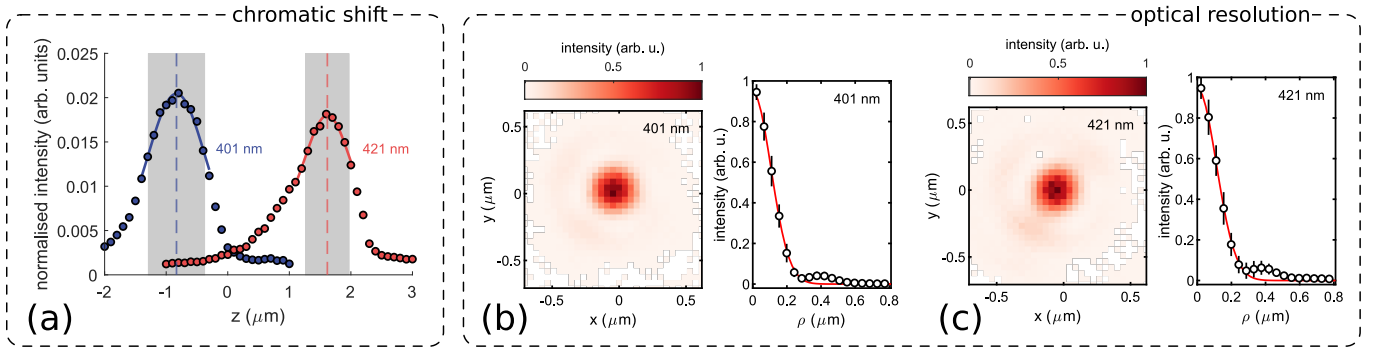 chromatic shift
optical resolution
normalised intensity (arb. units)
0.025
0.02
0.015
0.01
0.005
0
401 nm
421 nm
-2
-1
0
1
2
3
z (μm)
(a)
intensity (arb. u.)
0
0.5
1
401 nm
0.5
0
-0.5
y (μm)
-0.5
0
0.5
x (μm)
(b)
401 nm
intensity (arb. u.)
1
0.8
0.6
0.4
0.2
0
0
0.2
0.4
0.6
0.8
ρ (μm)
intensity (arb. u.)
0
0.5
1
421 nm
0.5
0
-0.5
y (μm)
-0.5
0
0.5
x (μm)
(c)
421 nm
intensity (arb. u.)
1
0.8
0.6
0.4
0.2
0
0
0.2
0.4
0.6
0.8
ρ (μm)